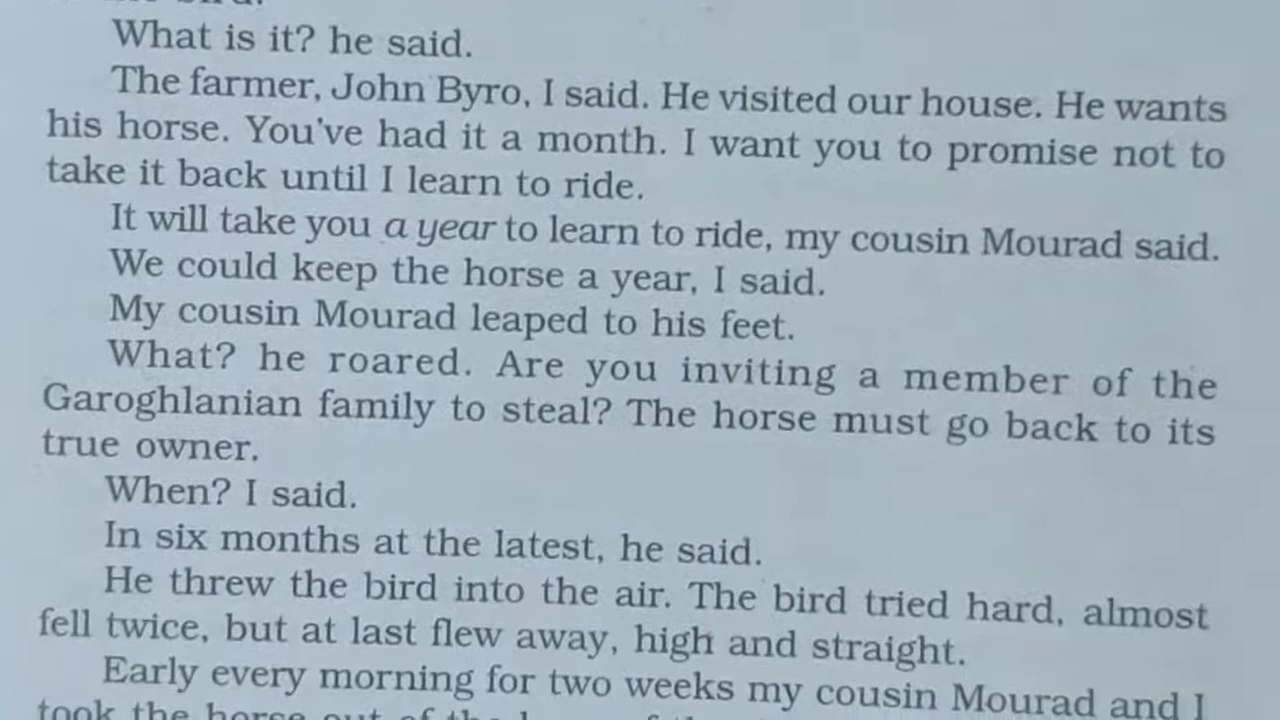 What is it? he said.
The farmer, John Byro, I said. He visited our house. He wants
his horse. You've had it a month. I want you to promise not to
take it back until I learn to ride.
It will take you a year to learn to ride, my cousin Mourad said.
We could keep the horse a year, I said.
My cousin Mourad leaped to his feet.
What? he roared. Are you inviting a member of the
Garoghlanian family to steal? The horse must go back to its
true owner.
When? I said.
In six months at the latest, he said.
He threw the bird into the air. The bird tried hard, almost
fell twice, but at last flew away, high and straight.
Early every morning for two weeks my cousin Mourad and I
took the horse out of the